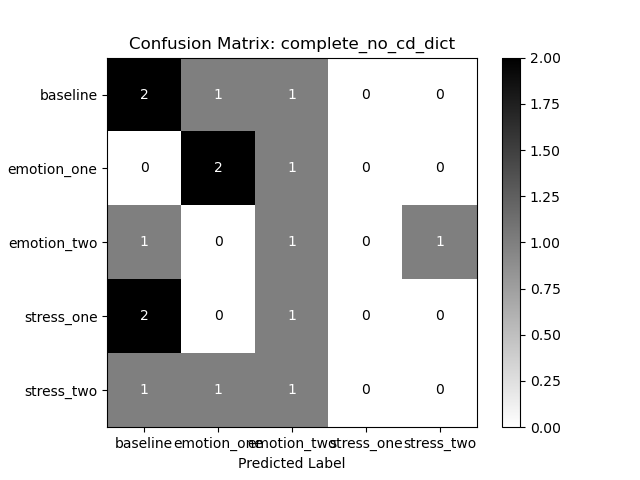 Confusion Matrix: complete_no_cd_dict
baseline 2 1 1 0 0
emotion_one 0 2 1 0 0
emotion_two 1 0 1 0 1
stress_one 2 0 1 0 0
stress_two 1 1 1 0 0
baseline emotion_one emotion_two stress_one stress_two
Predicted Label
2.00
1.75
1.50
1.25
1.00
0.75
0.50
0.25
0.00